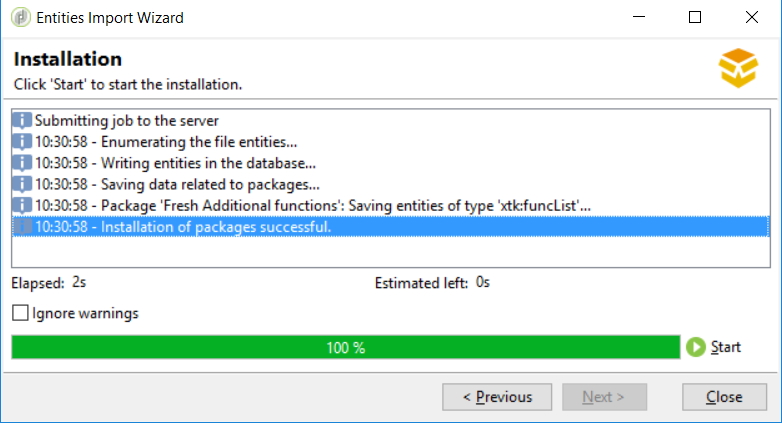 Entities Import Wizard
Installation
Click 'Start' to start the installation.
Submitting job to the server
10:30:58 - Enumerating the file entities...
10:30:58 - Writing entities in the database...
10:30:58 - Saving data related to packages...
10:30:58 - Package 'Fresh Additional functions': Saving entities of type 'xtk:funcList'...
10:30:58 - Installation of packages successful.
Elapsed: 2s Estimated left: 0s
Ignore warnings
100 % Start
< Previous Next > Close